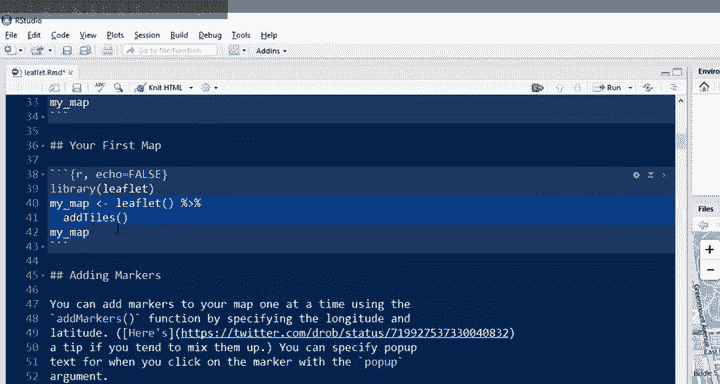 RStudio
File Edit Code View Plots Session Build Debug Tools Help
Go to file/function
Addins
leaflet.Rmd*
ABC
Knit HTML
Run
Enviro
33 my_map
34 ```
35
36 ## Your First Map
37
38 ```{r, echo=FALSE}
39 library(leaflet)
40 my_map <- leaflet() %>%
41 addTiles()
42 my_map
43 ```
44
45 ## Adding Markers
46
47 You can add markers to your map one at a time using the
48 `addMarkers()` function by specifying the longitude and
49 latitude. ([Here's](https://twitter.com/drob/status/719927537330040832)
50 a tip if you tend to mix them up.) You can specify popup
51 text for when you click on the marker with the `popup`
52 argument.
Files
+
-